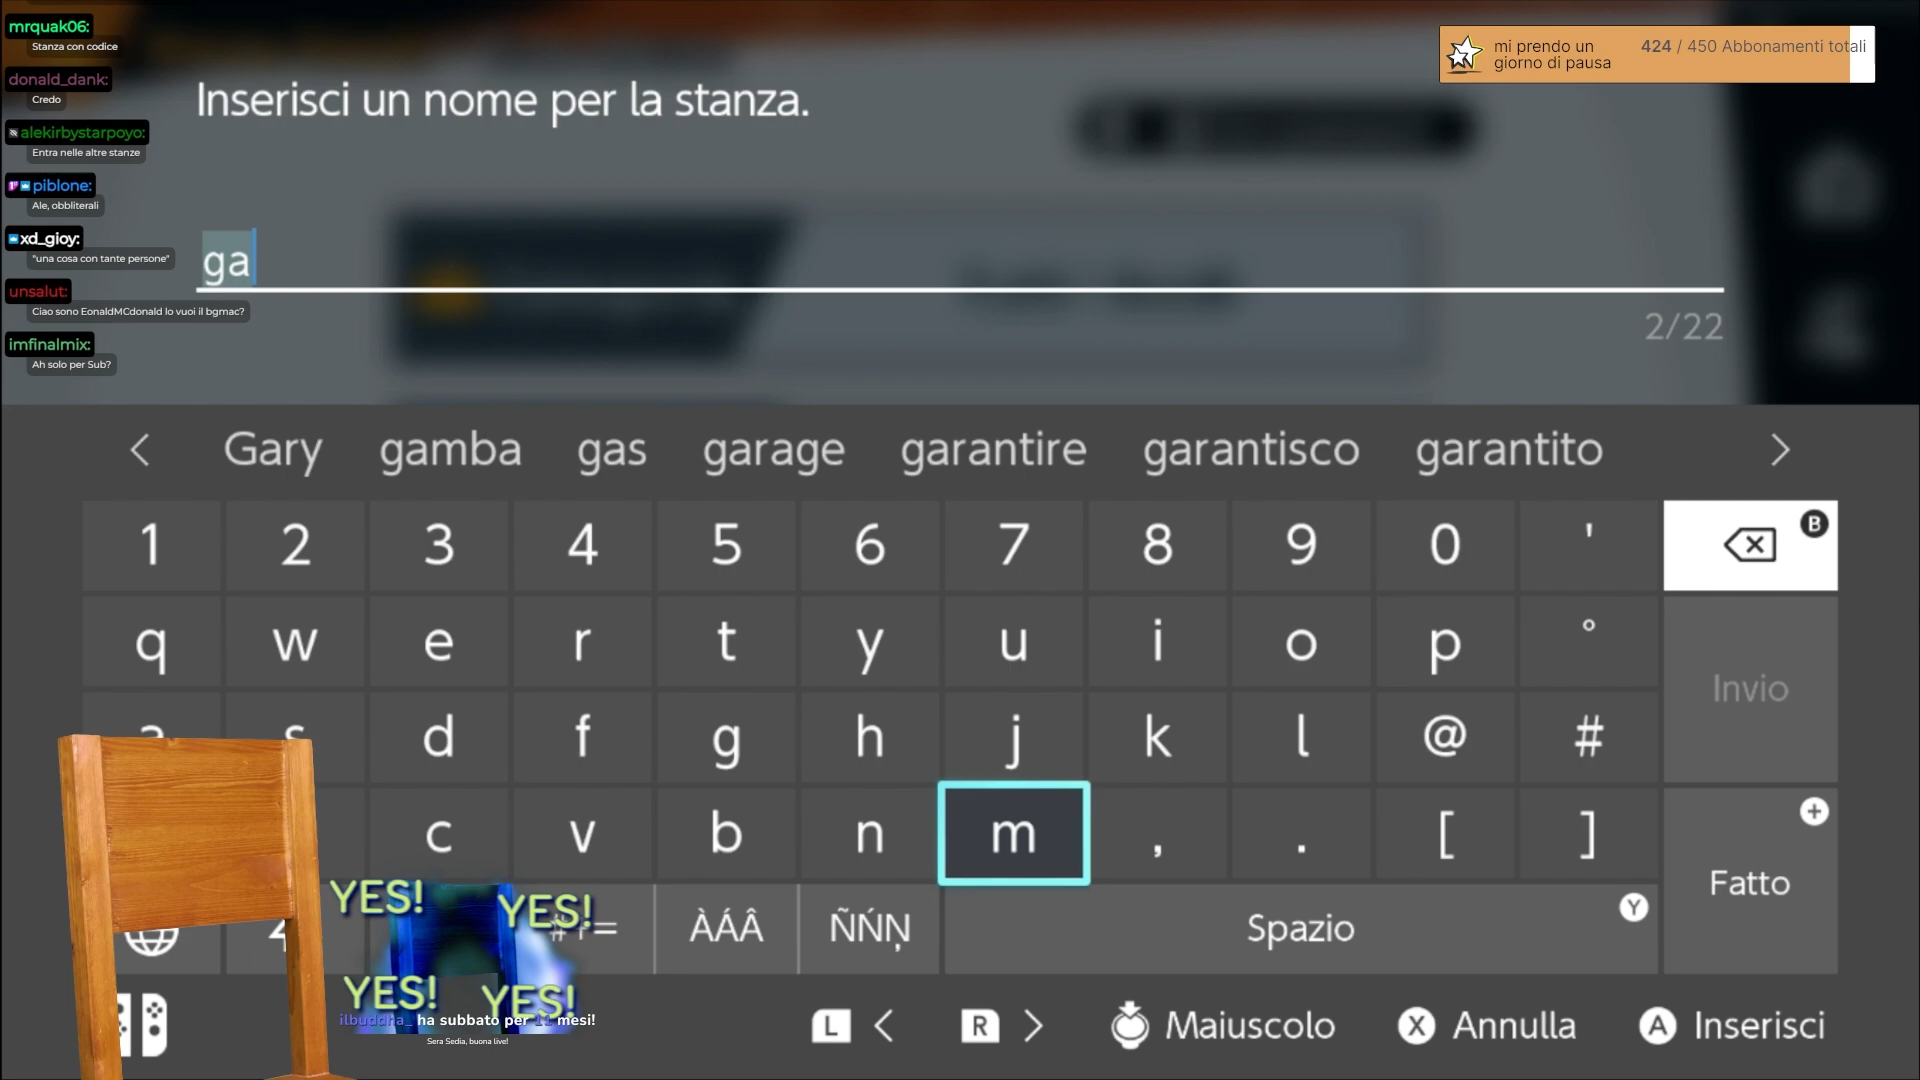 mrquak06:
Stanza con codice
donald_dank:
Credo
alekirbystarpoyo:
Entra nelle altre stanze
piblone:
Ale, obbliterali
xd_gioy:
"una cosa con tante persone"
unsalut:
Ciao sono EonaldMCdonald lo vuoi il bgmac?
imfinalmix:
Ah solo per Sub?
mi prendo un
giorno di pausa
424 / 450 Abbonamenti totali
Inserisci un nome per la stanza.
ga
2/22
< Gary gamba gas garage garantire garantisco garantito >
1 2 3 4 5 6 7 8 9 0 ' B
q w e r t y u i o p °
Invio
a s d f g h j k l @ #
c v b n m , . [ ]
+
Fatto
#+= ÀÁÂ ÑŃŅ Spazio Y
YES! YES!
YES! YES!
ilbuddha_ ha subbato per 11 mesi!
Sera Sedia, buona live!
L < R > Maiuscolo X Annulla A Inserisci